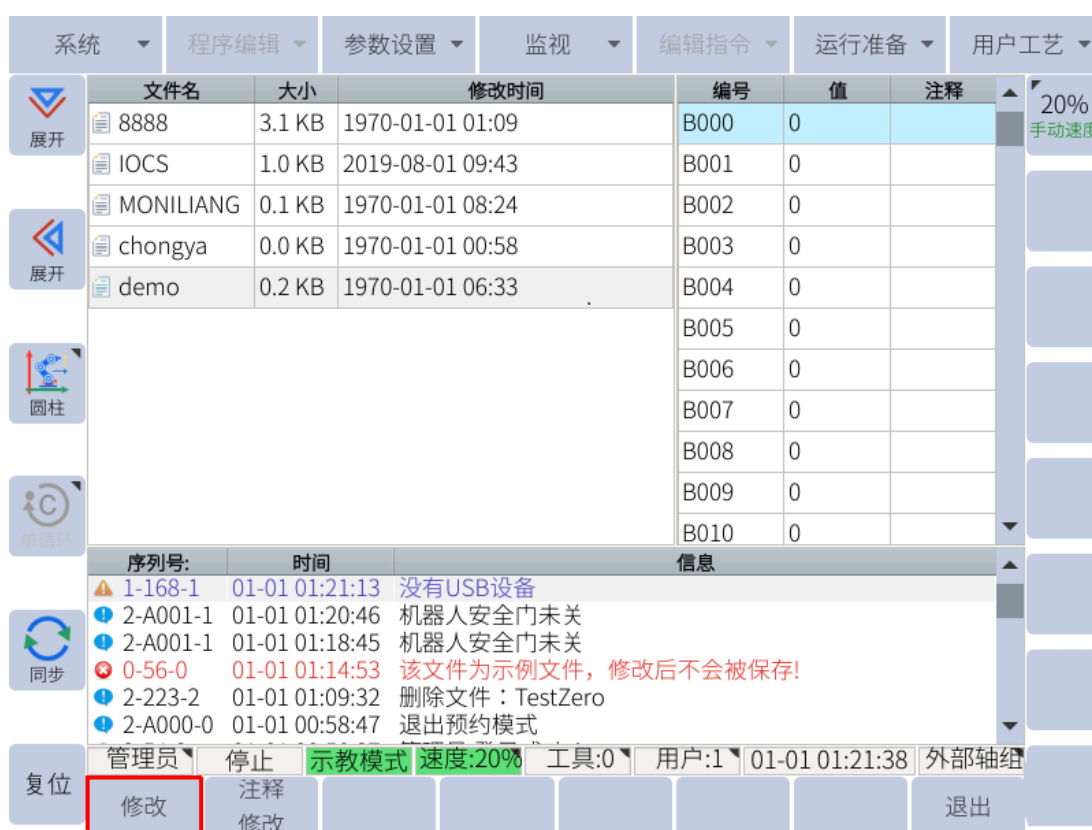 系统 程序编辑 参数设置 监视 编辑指令 运行准备 用户工艺
展开
展开
圆柱
单循环
同步
复位
文件名 大小 修改时间
8888 3.1 KB 1970-01-01 01:09
IOCS 1.0 KB 2019-08-01 09:43
MONILIANG 0.1 KB 1970-01-01 08:24
chongya 0.0 KB 1970-01-01 00:58
demo 0.2 KB 1970-01-01 06:33
编号 值 注释
B000 0
B001 0
B002 0
B003 0
B004 0
B005 0
B006 0
B007 0
B008 0
B009 0
B010 0
20%
手动速度
序列号: 时间 信息
1-168-1 01-01 01:21:13 没有USB设备
2-A001-1 01-01 01:20:46 机器人安全门未关
2-A001-1 01-01 01:18:45 机器人安全门未关
0-56-0 01-01 01:14:53 该文件为示例文件，修改后不会被保存!
2-223-2 01-01 01:09:32 删除文件：TestZero
2-A000-0 01-01 00:58:47 退出预约模式
管理员 停止 示教模式 速度:20% 工具:0 用户:1 01-01 01:21:38 外部轴组
修改
注释
修改
退出